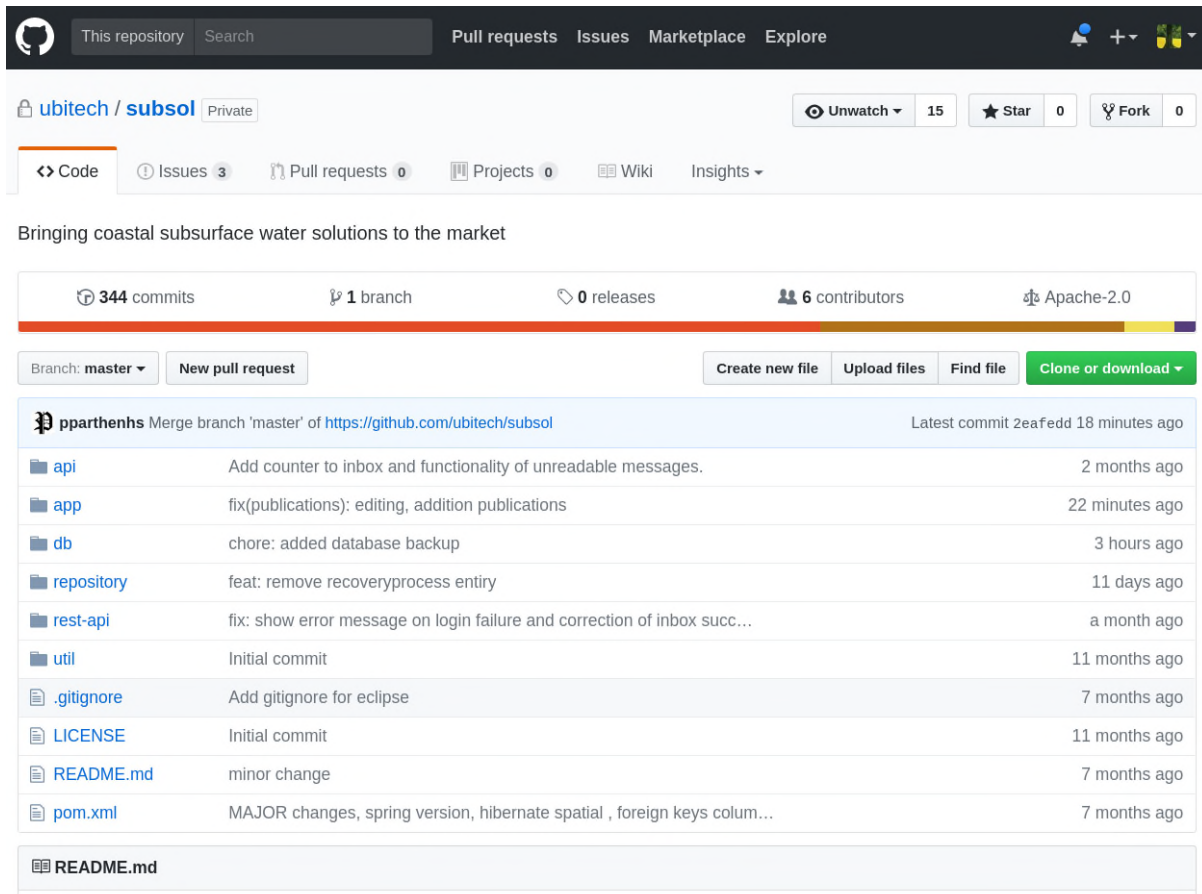 This repository Search Pull requests Issues Marketplace Explore
ubitech / subsol Private Unwatch 15 Star 0 Fork 0
Code Issues 3 Pull requests 0 Projects 0 Wiki Insights
Bringing coastal subsurface water solutions to the market
344 commits 1 branch 0 releases 6 contributors Apache-2.0
Branch: master New pull request Create new file Upload files Find file Clone or download
pparthenhs Merge branch 'master' of https://github.com/ubitech/subsol Latest commit 2eafedd 18 minutes ago
api Add counter to inbox and functionality of unreadable messages. 2 months ago
app fix(publications): editing, addition publications 22 minutes ago
db chore: added database backup 3 hours ago
repository feat: remove recoveryprocess entiry 11 days ago
rest-api fix: show error message on login failure and correction of inbox succ… a month ago
util Initial commit 11 months ago
.gitignore Add gitignore for eclipse 7 months ago
LICENSE Initial commit 11 months ago
README.md minor change 7 months ago
pom.xml MAJOR changes, spring version, hibernate spatial , foreign keys colum… 7 months ago
README.md